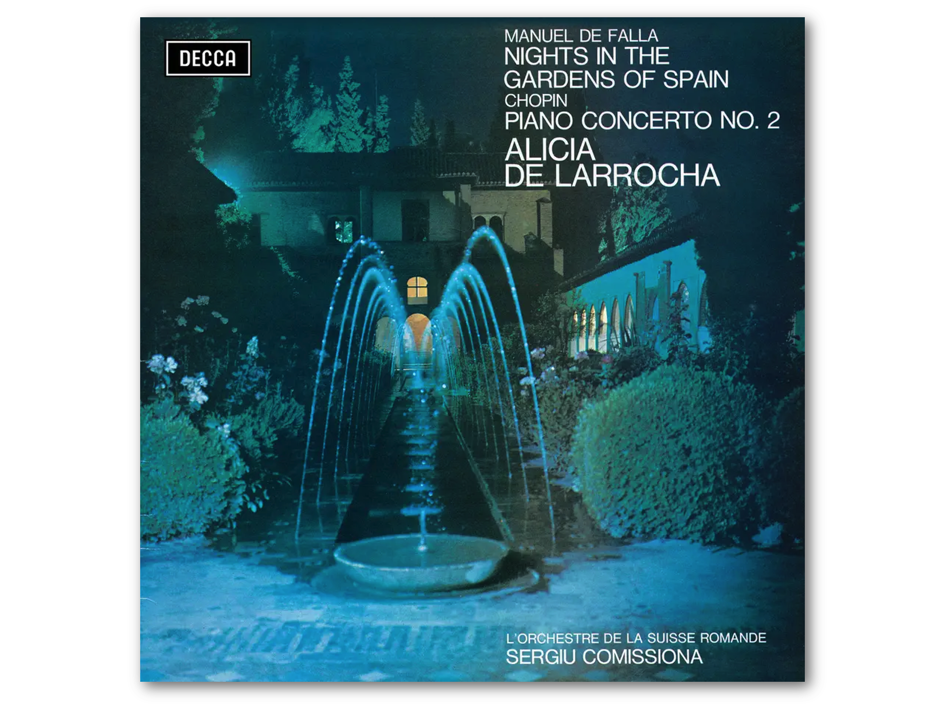 DECCA
MANUEL DE FALLA
NIGHTS IN THE
GARDENS OF SPAIN
CHOPIN
PIANO CONCERTO NO. 2
ALICIA
DE LARROCHA
L'ORCHESTRE DE LA SUISSE ROMANDE
SERGIU COMISSIONA